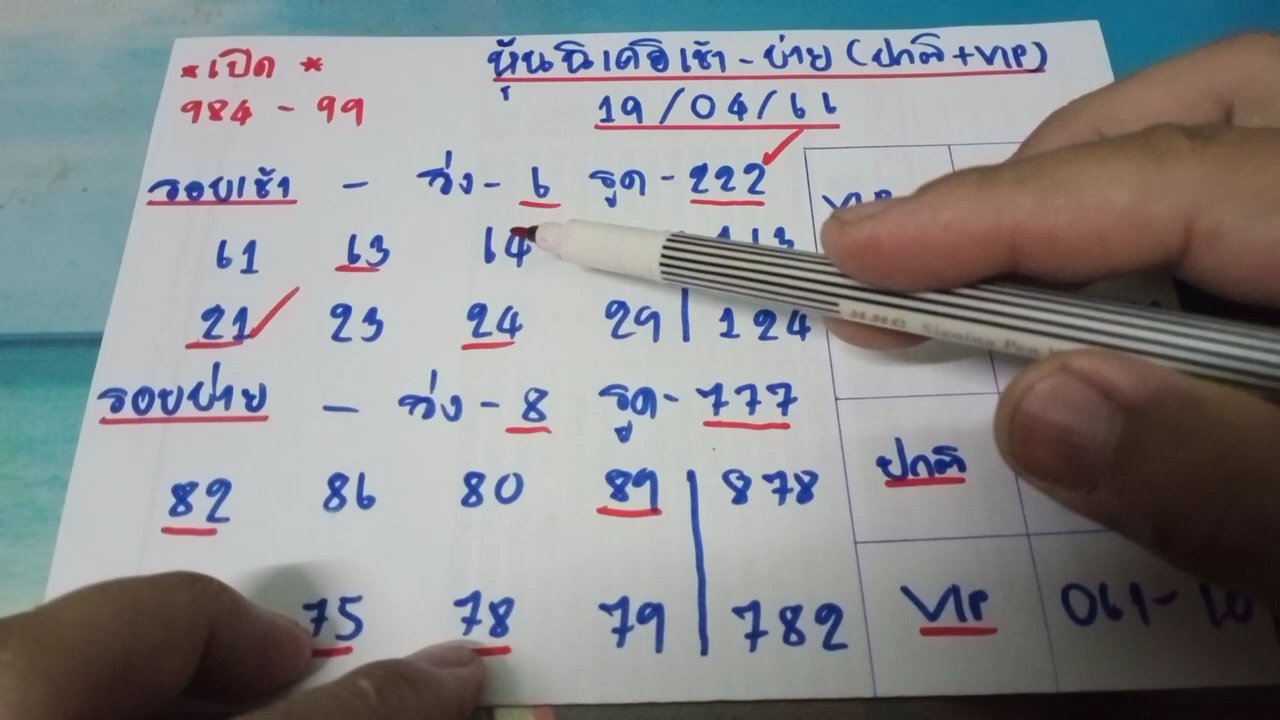 *เปิด*
984 - 99
หุ้นนิเคอิเช้า - บ่าย (ปกติ + VIP)
19/04/66
รอบเช้า - วิ่ง - 6 รูด - 222
61 63 64
21 23 24 29 | 124
รอบบ่าย - วิ่ง - 8 รูด - 777
82 86 80 89 | 878
75 78 79 | 782
ปกติ
VIP